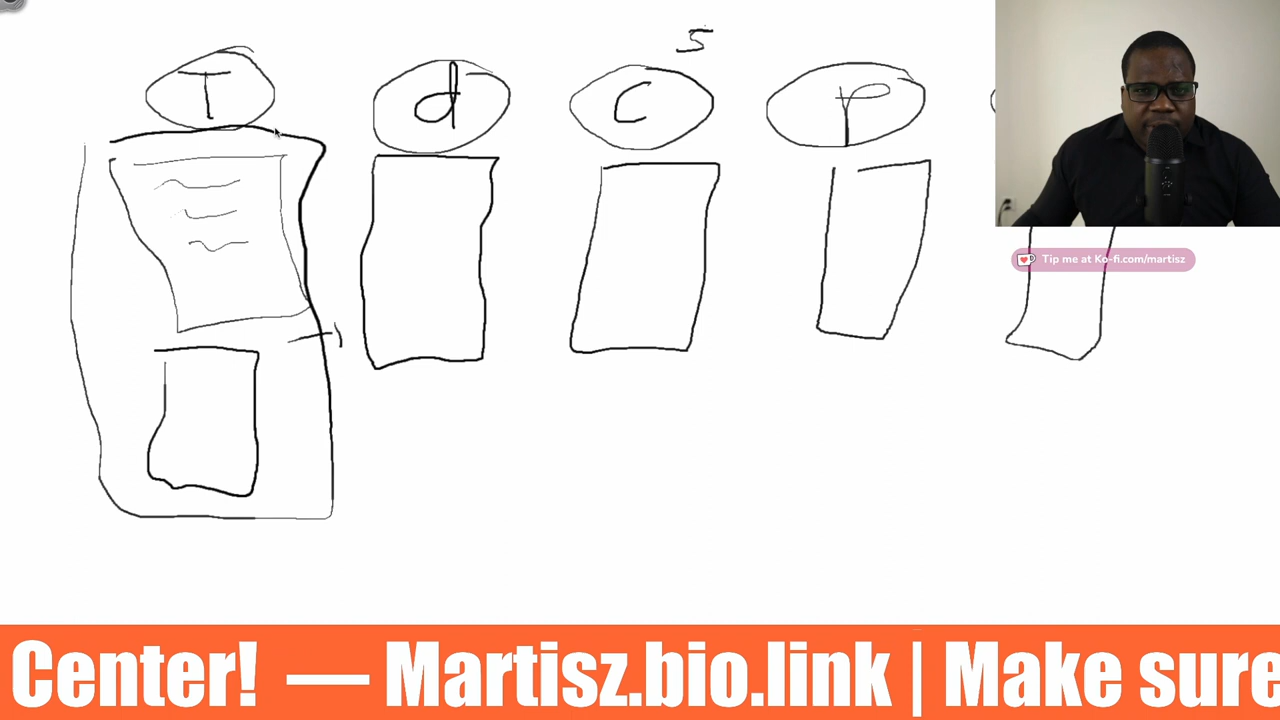 5
T d C P
Tip me at Ko-fi.com/martisz
Center! — Martisz.bio.link | Make sure